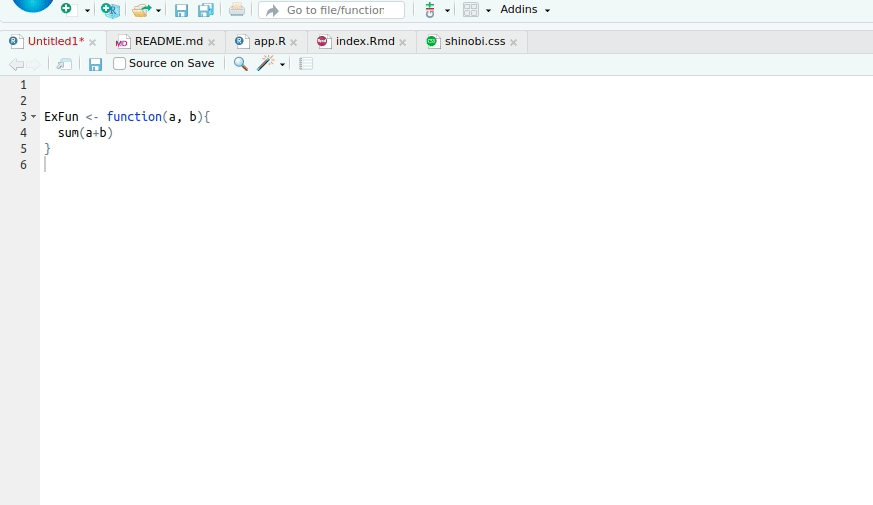 Go to file/function
Addins
Untitled1*
README.md
app.R
index.Rmd
shinobi.css
Source on Save
1
2
3 ExFun <- function(a, b){
4 sum(a+b)
5 }
6